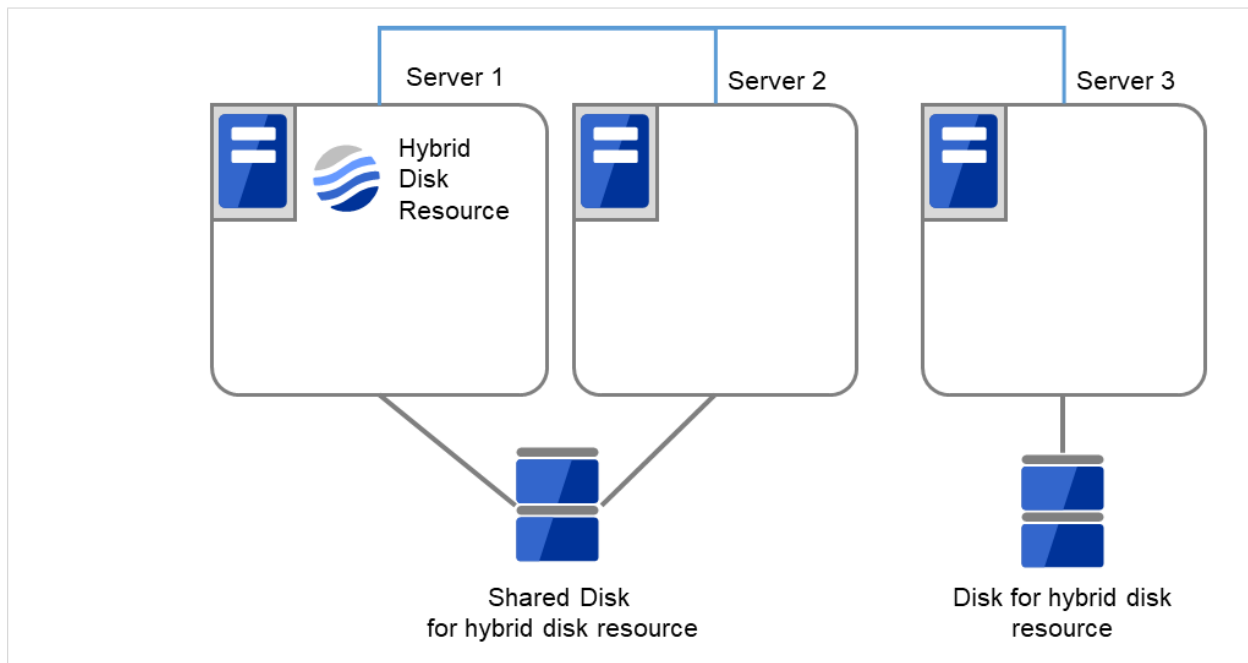 Server 1
Server 2
Server 3
Hybrid
Disk
Resource
Shared Disk
for hybrid disk resource
Disk for hybrid disk
resource